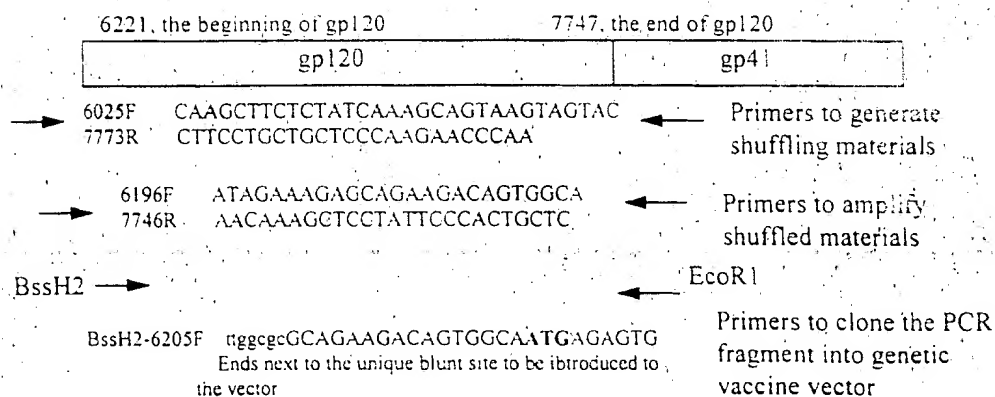 6221, the beginning of gp120 7747, the end of gp120
gp120 gp41
6025F CAAGCTTCTCTATCAAAGCAGTAAGTAGTAC Primers to generate
7773R CTTCCTGCTGCTCCCAAGAACCCAA shuffling materials
6196F ATAGAAAGAGCAGAAGACAGTGGCA Primers to amplify
7746R AACAAAGCTCCTATTCCCACTGCTC shuffled materials
BssH2 EcoR1
BssH2-6205F ttggcgcGCAGAAGACAGTGGCAATGAGAGTG Primers to clone the PCR
Ends next to the unique blunt site to be ibtroduced to fragment into genetic
the vector vaccine vector